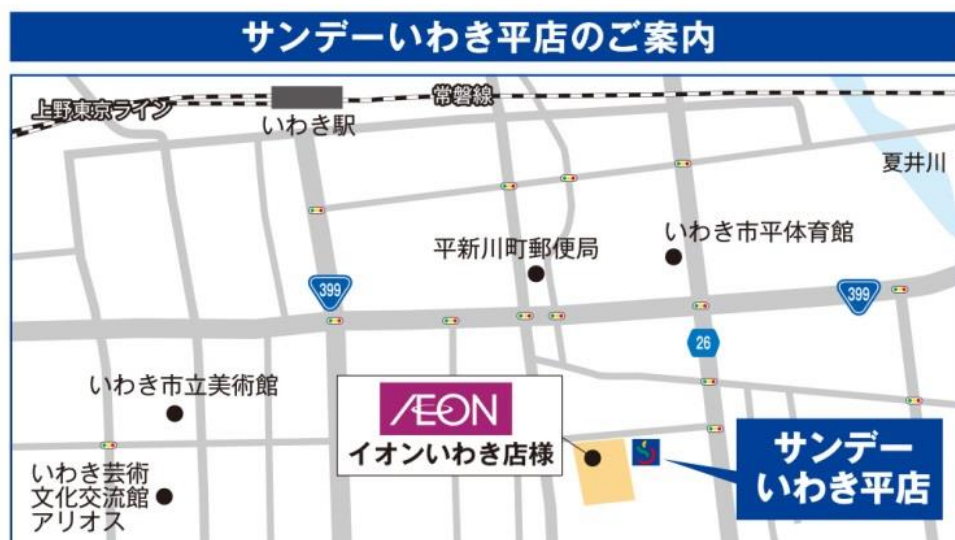 サンデーいわき平店のご案内
上野東京ライン
常磐線
いわき駅
夏井川
いわき市平体育館
平新川町郵便局
399
399
26
いわき市立美術館
AEON
イオンいわき店様
サンデー
いわき平店
いわき芸術
文化交流館
アリオス